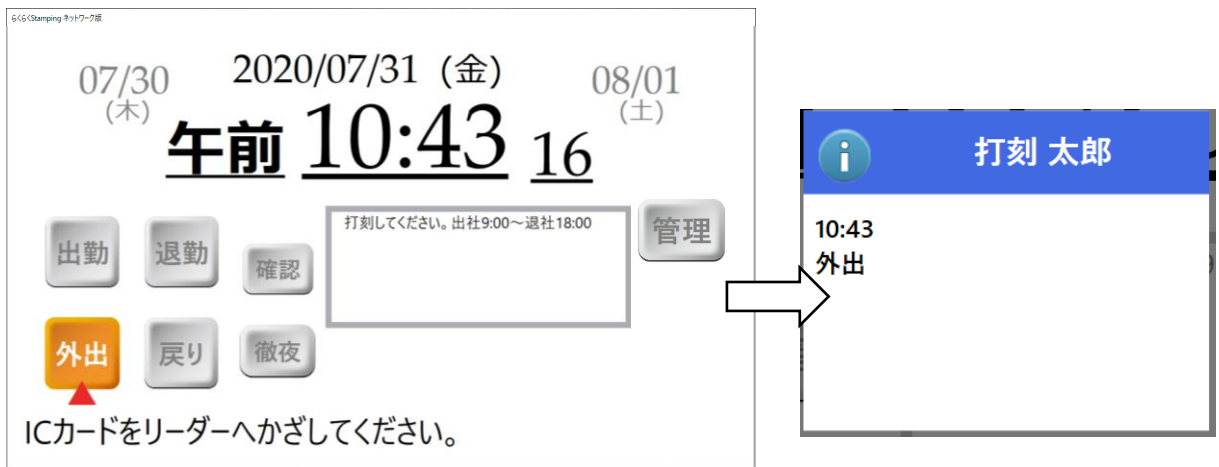 らくらくStamping ネットワーク版
07/30
(木)
2020/07/31 (金)
08/01
(土)
午前 10:43 16
出勤
退勤
確認
打刻してください。出社9:00～退社18:00
管理
外出
戻り
徹夜
ICカードをリーダーへかざしてください。
打刻 太郎
10:43
外出